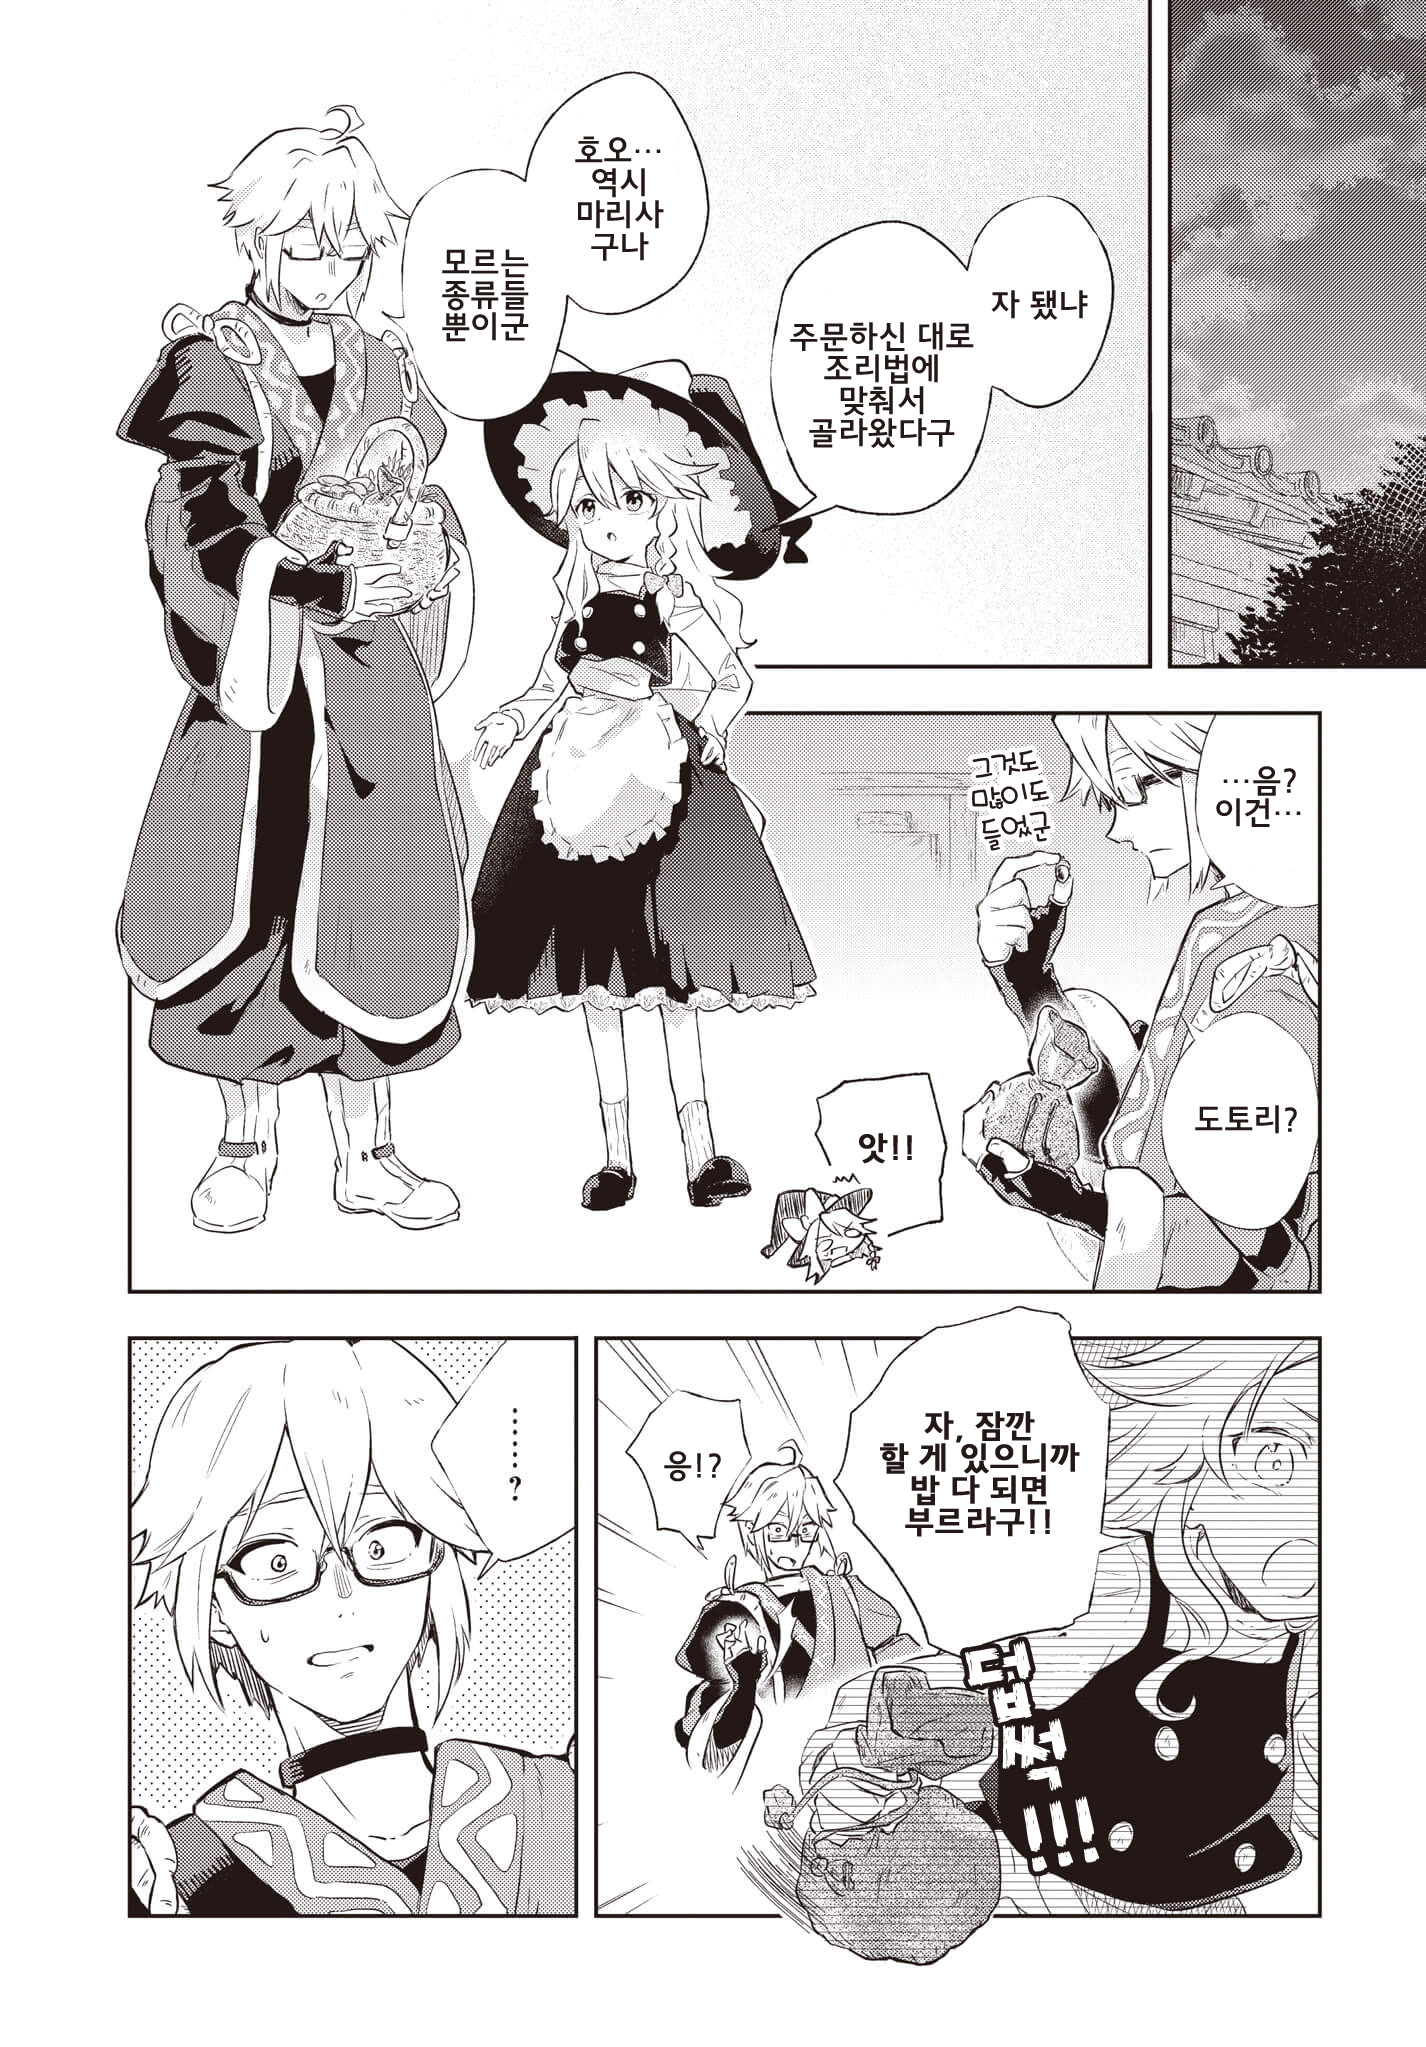 자 됐냐
주문하신 대로
조리법에
맞춰서
골라왔다구
호오…
역시
마리사
구나
모르는
종류들
뿐이군
…음?
이건…
그것도
많이도
들었군
도토리?
앗!!
자, 잠깐
할 게 있으니까
밥 다 되면
부르라구!!
응!?
덥썩!!!
……?